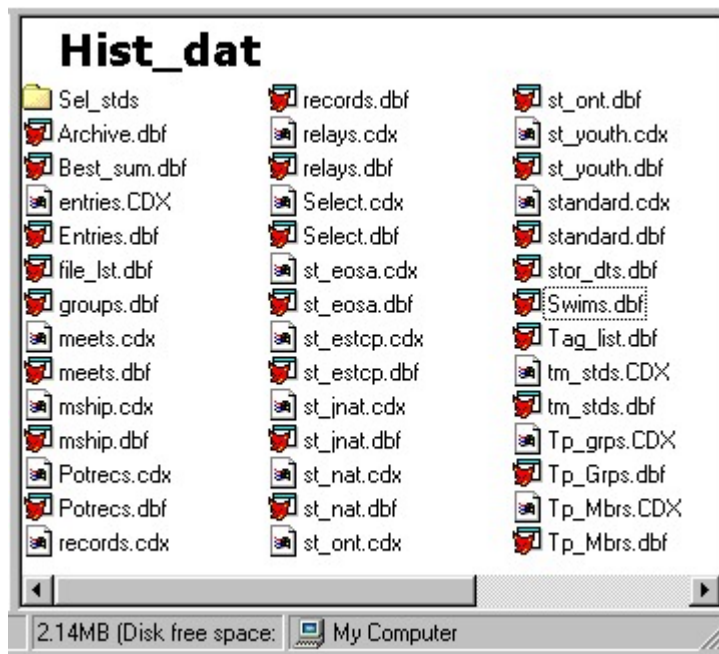 Hist_dat
Sel_stds
Archive.dbf
Best_sum.dbf
entries.CDX
Entries.dbf
file_lst.dbf
groups.dbf
meets.cdx
meets.dbf
mship.cdx
mship.dbf
Potrecs.cdx
Potrecs.dbf
records.cdx
records.dbf
relays.cdx
relays.dbf
Select.cdx
Select.dbf
st_eosa.cdx
st_eosa.dbf
st_estcp.cdx
st_estcp.dbf
st_jnat.cdx
st_jnat.dbf
st_nat.cdx
st_nat.dbf
st_ont.cdx
st_ont.dbf
st_youth.cdx
st_youth.dbf
standard.cdx
standard.dbf
stor_dts.dbf
Swims.dbf
Tag_list.dbf
tm_stds.CDX
tm_stds.dbf
Tp_grps.CDX
Tp_Grps.dbf
Tp_Mbrs.CDX
Tp_Mbrs.dbf
2.14MB (Disk free space:
My Computer